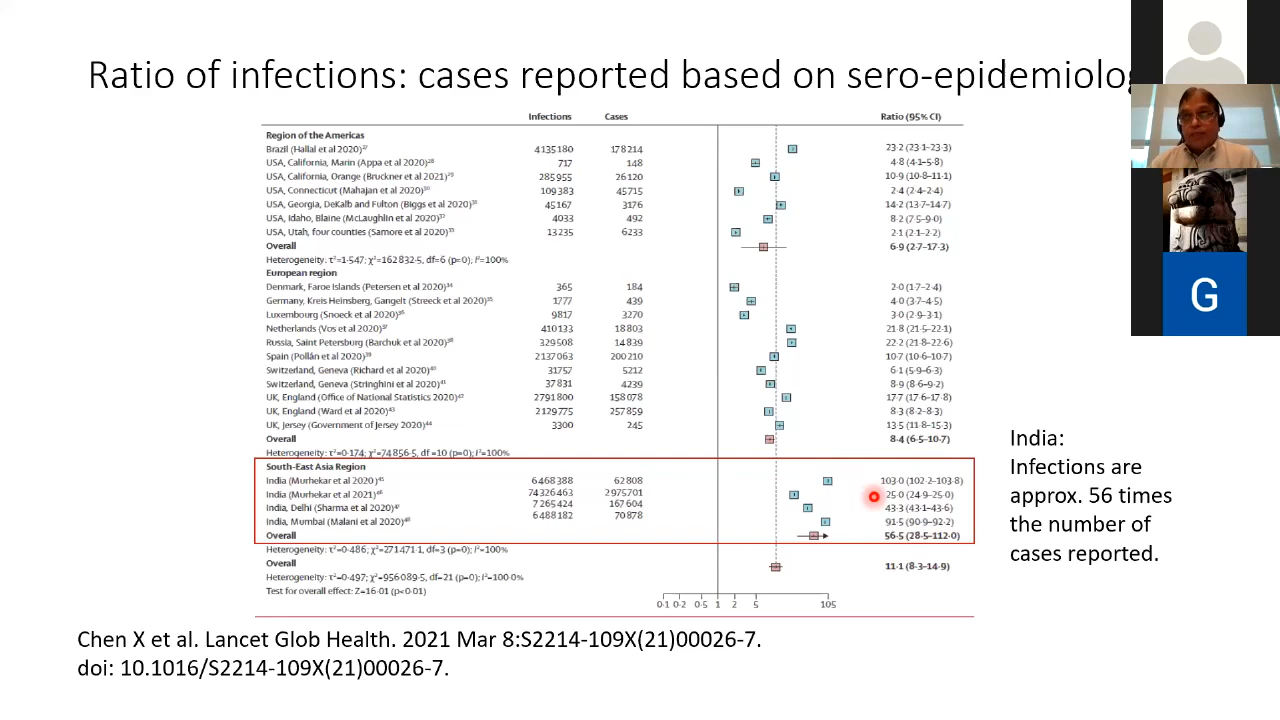 Ratio of infections: cases reported based on sero-epidemiolog
Infections Cases Ratio (95% CI)
Region of the Americas
Brazil (Hallal et al 2020)²⁷ 4135180 178214 23·2 (23·1–23·3)
USA, California, Marin (Appa et al 2020)²⁸ 717 148 4·8 (4·1–5·8)
USA, California, Orange (Bruckner et al 2021)²⁹ 285955 26120 10·9 (10·8–11·1)
USA, Connecticut (Mahajan et al 2020)³⁰ 109383 45715 2·4 (2·4–2·4)
USA, Georgia, DeKalb and Fulton (Biggs et al 2020)³¹ 45167 3176 14·2 (13·7–14·7)
USA, Idaho, Blaine (McLaughlin et al 2020)³² 4033 492 8·2 (7·5–9·0)
USA, Utah, four counties (Samore et al 2020)³³ 13235 6233 2·1 (2·1–2·2)
Overall 6·9 (2·7–17·3)
Heterogeneity: τ²=1·547; χ²=162832·5, df=6 (p=0); I²=100%
European region
Denmark, Faroe Islands (Petersen et al 2020)³⁴ 365 184 2·0 (1·7–2·4)
Germany, Kreis Heinsberg, Gangelt (Streeck et al 2020)³⁵ 1777 439 4·0 (3·7–4·5)
Luxembourg (Snoeck et al 2020)³⁶ 9817 3270 3·0 (2·9–3·1)
Netherlands (Vos et al 2020)³⁷ 410133 18803 21·8 (21·5–22·1)
Russia, Saint Petersburg (Barchuk et al 2020)³⁸ 329508 14839 22·2 (21·8–22·6)
Spain (Pollán et al 2020)³⁹ 2137063 200210 10·7 (10·6–10·7)
Switzerland, Geneva (Richard et al 2020)⁴⁰ 31757 5212 6·1 (5·9–6·3)
Switzerland, Geneva (Stringhini et al 2020)⁴¹ 37831 4239 8·9 (8·6–9·2)
UK, England (Office of National Statistics 2020)⁴² 2791800 158078 17·7 (17·6–17·8)
UK, England (Ward et al 2020)⁴³ 2129775 257859 8·3 (8·2–8·3)
UK, Jersey (Government of Jersey 2020)⁴⁴ 3300 245 13·5 (11·8–15·3)
Overall 8·4 (6·5–10·7)
Heterogeneity: τ²=0·174; χ²=74856·5, df=10 (p=0); I²=100%
South-East Asia Region
India (Murhekar et al 2020)⁴⁵ 6468388 62808 103·0 (102·2–103·8)
India (Murhekar et al 2021)⁴⁶ 74326463 2975701 25·0 (24·9–25·0)
India, Delhi (Sharma et al 2020)⁴⁷ 7265424 167604 43·3 (43·1–43·6)
India, Mumbai (Malani et al 2020)⁴⁸ 6488182 70878 91·5 (90·9–92·2)
Overall 56·5 (28·5–112·0)
Heterogeneity: τ²=0·486; χ²=271471·1, df=3 (p=0); I²=100%
Overall 11·1 (8·3–14·9)
Heterogeneity: τ²=0·497; χ²=956089·5, df=21 (p=0); I²=100·0%
Test for overall effect: Z=16·01 (p<0·01)
0·1 0·2 0·5 1 2 5 105
India:
Infections are
approx. 56 times
the number of
cases reported.
Chen X et al. Lancet Glob Health. 2021 Mar 8:S2214-109X(21)00026-7.
doi: 10.1016/S2214-109X(21)00026-7.
G